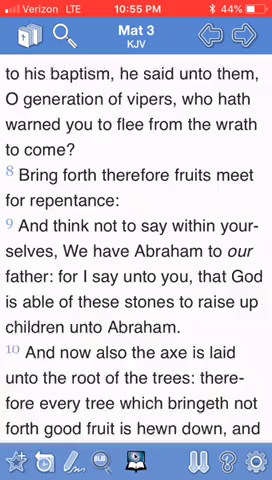 Verizon LTE 10:55 PM 44%
Mat 3
KJV
to his baptism, he said unto them,
O generation of vipers, who hath
warned you to flee from the wrath
to come?
8 Bring forth therefore fruits meet
for repentance:
9 And think not to say within your-
selves, We have Abraham to our
father: for I say unto you, that God
is able of these stones to raise up
children unto Abraham.
10 And now also the axe is laid
unto the root of the trees: there-
fore every tree which bringeth not
forth good fruit is hewn down, and
BLB ?